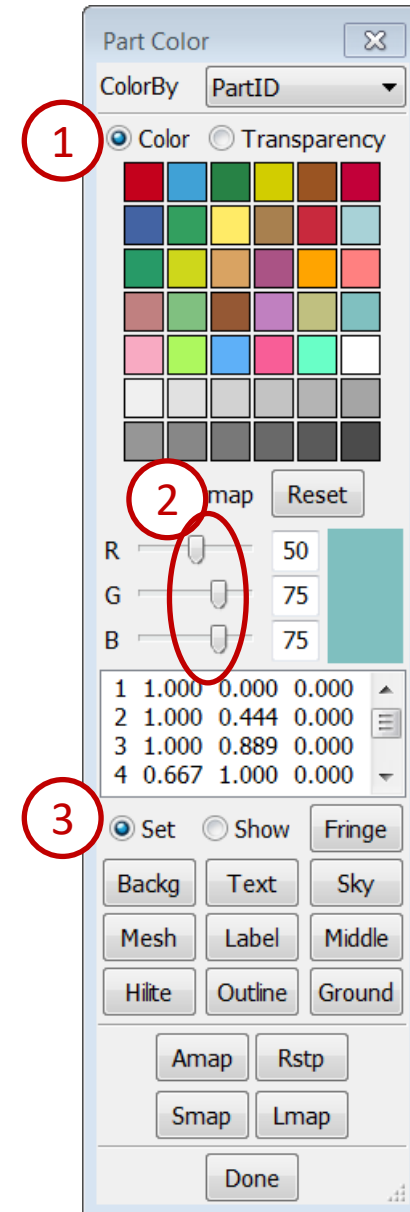 Part Color
ColorBy PartID
1 Color Transparency
2 map Reset
R 50
G 75
B 75
1 1.000 0.000 0.000
2 1.000 0.444 0.000
3 1.000 0.889 0.000
4 0.667 1.000 0.000
3 Set Show Fringe
Backg Text Sky
Mesh Label Middle
Hilite Outline Ground
Amap Rstp
Smap Lmap
Done